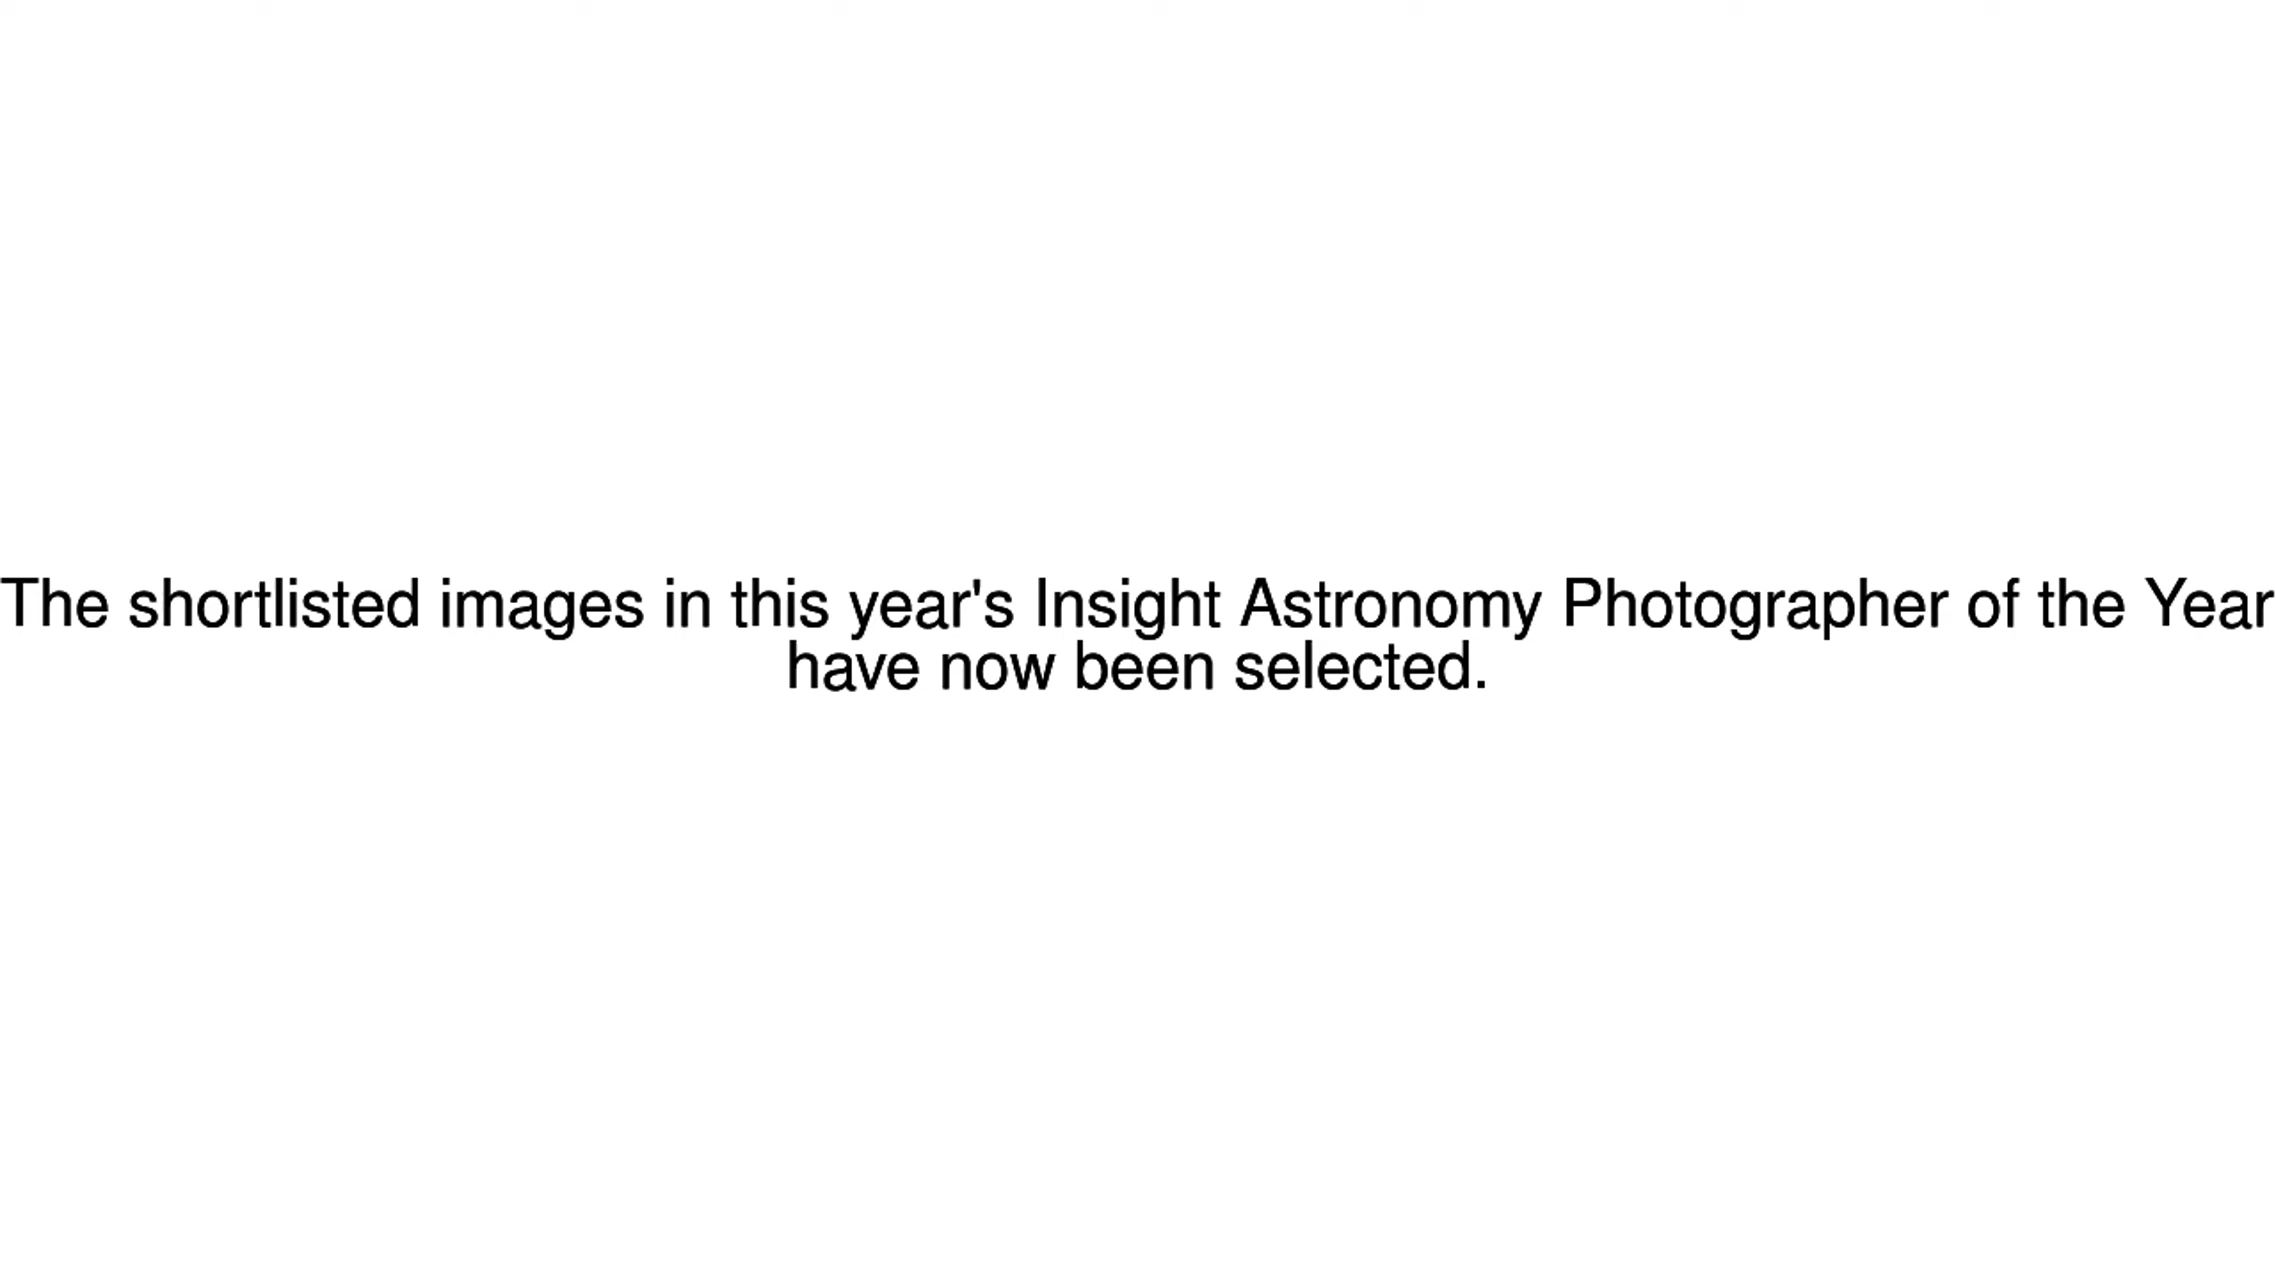 The shortlisted images in this year's Insight Astronomy Photographer of the Year
have now been selected.